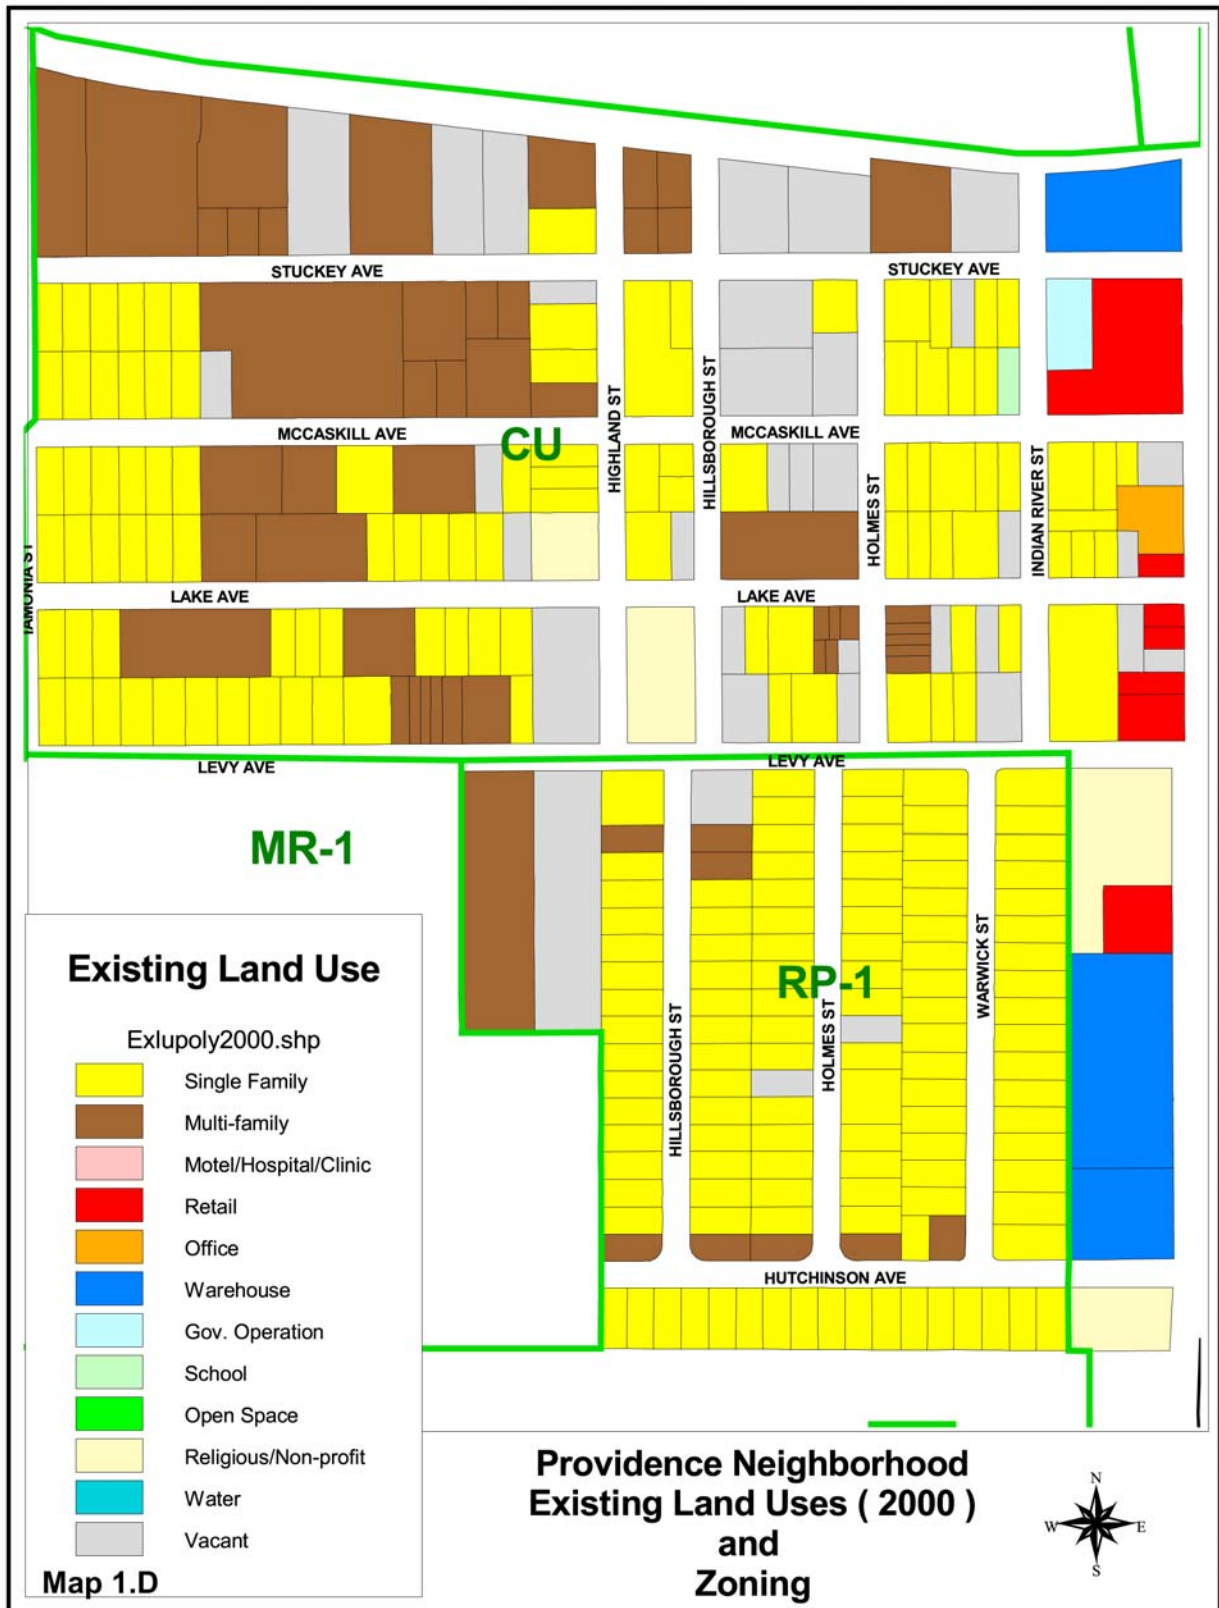 STUCKEY AVE
STUCKEY AVE
MCCASKILL AVE
CU
HIGHLAND ST
HILLSBOROUGH ST
MCCASKILL AVE
HOLMES ST
INDIAN RIVER ST
IAMONIA ST
LAKE AVE
LAKE AVE
LEVY AVE
LEVY AVE
MR-1
RP-1
HILLSBOROUGH ST
HOLMES ST
WARWICK ST
HUTCHINSON AVE
Existing Land Use
Exlupoly2000.shp
Single Family
Multi-family
Motel/Hospital/Clinic
Retail
Office
Warehouse
Gov. Operation
School
Open Space
Religious/Non-profit
Water
Vacant
Map 1.D
Providence Neighborhood
Existing Land Uses ( 2000 )
and
Zoning
N
W
E
S